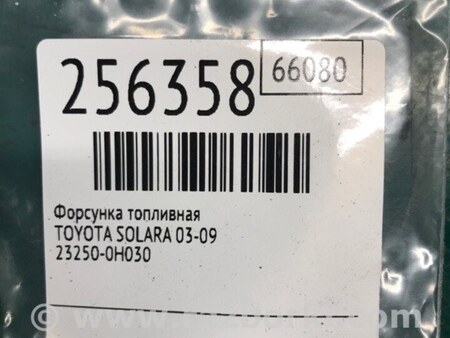 256358
66080
Форсунка топливная
TOYOTA SOLARA 03-09
23250-0H030